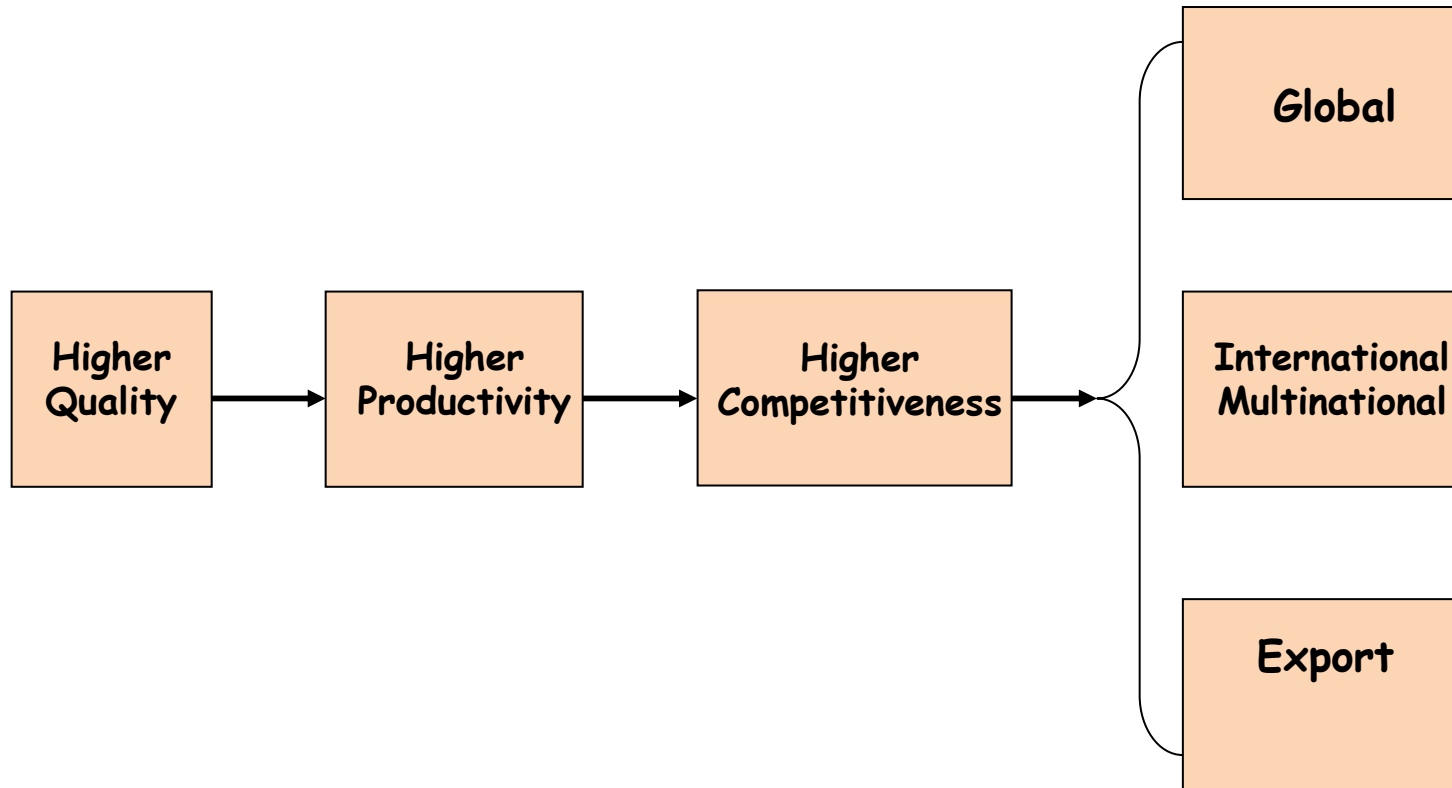 Higher
Quality
Higher
Productivity
Higher
Competitiveness
Global
International
Multinational
Export